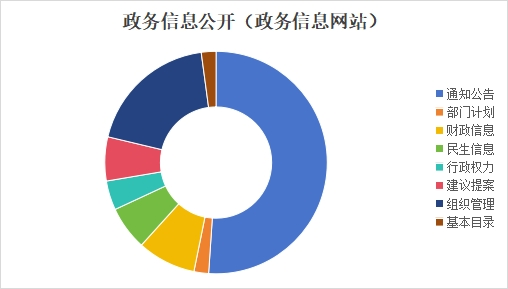 政务信息公开（政务信息网站）
通知公告
部门计划
财政信息
民生信息
行政权力
建议提案
组织管理
基本目录